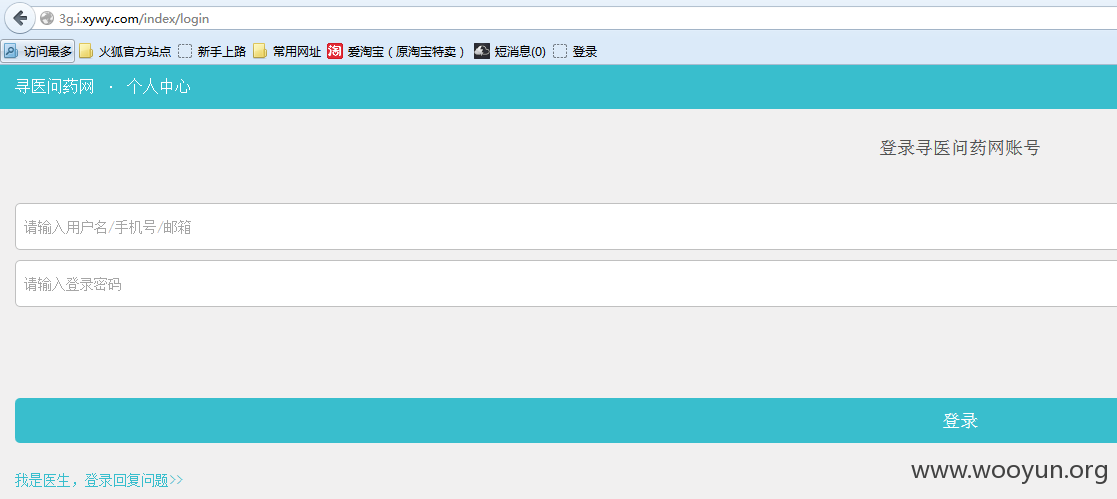 3g.i.xywy.com/index/login
访问最多 火狐官方站点 新手上路 常用网址 淘 爱淘宝（原淘宝特卖） 短消息(0) 登录
寻医问药网 · 个人中心
登录寻医问药网账号
请输入用户名/手机号/邮箱
请输入登录密码
登录
我是医生，登录回复问题>>
www.wooyun.org